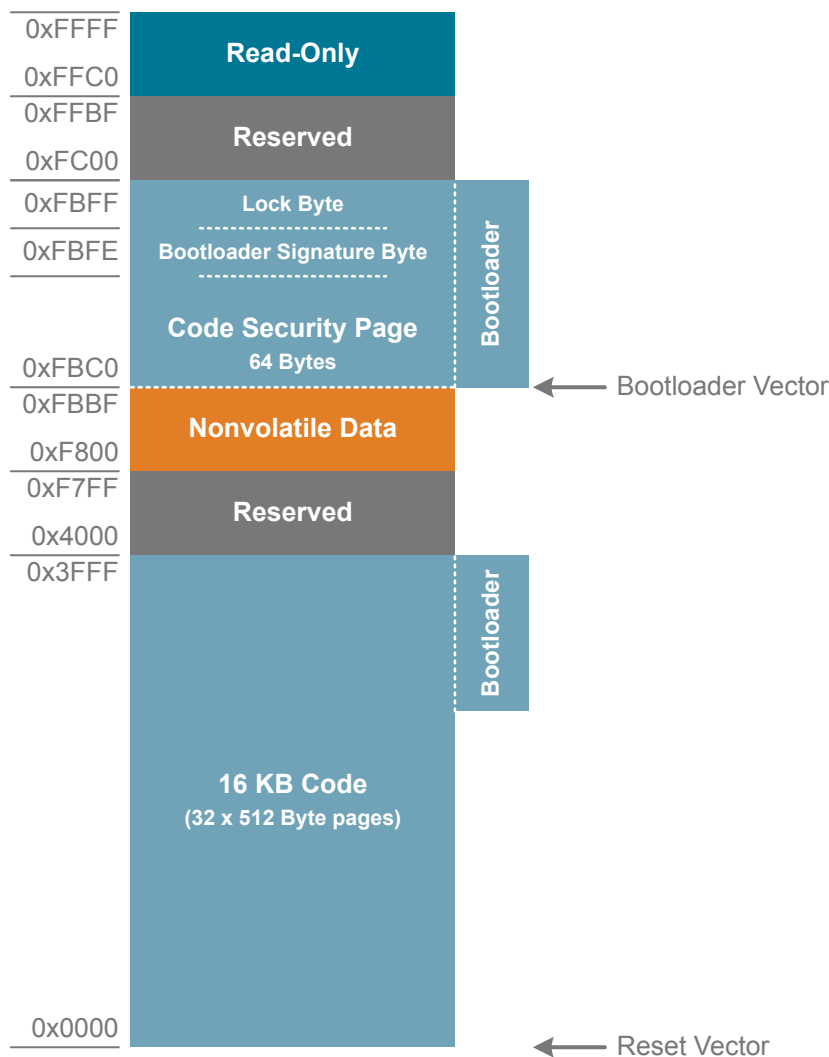 0xFFFF
Read-Only
0xFFC0
0xFFBF
Reserved
0xFC00
0xFBFF
Lock Byte
0xFBFE
Bootloader Signature Byte
Bootloader
Code Security Page
64 Bytes
0xFBC0
Bootloader Vector
0xFBBF
Nonvolatile Data
0xF800
0xF7FF
Reserved
0x4000
0x3FFF
Bootloader
16 KB Code
(32 x 512 Byte pages)
0x0000
Reset Vector